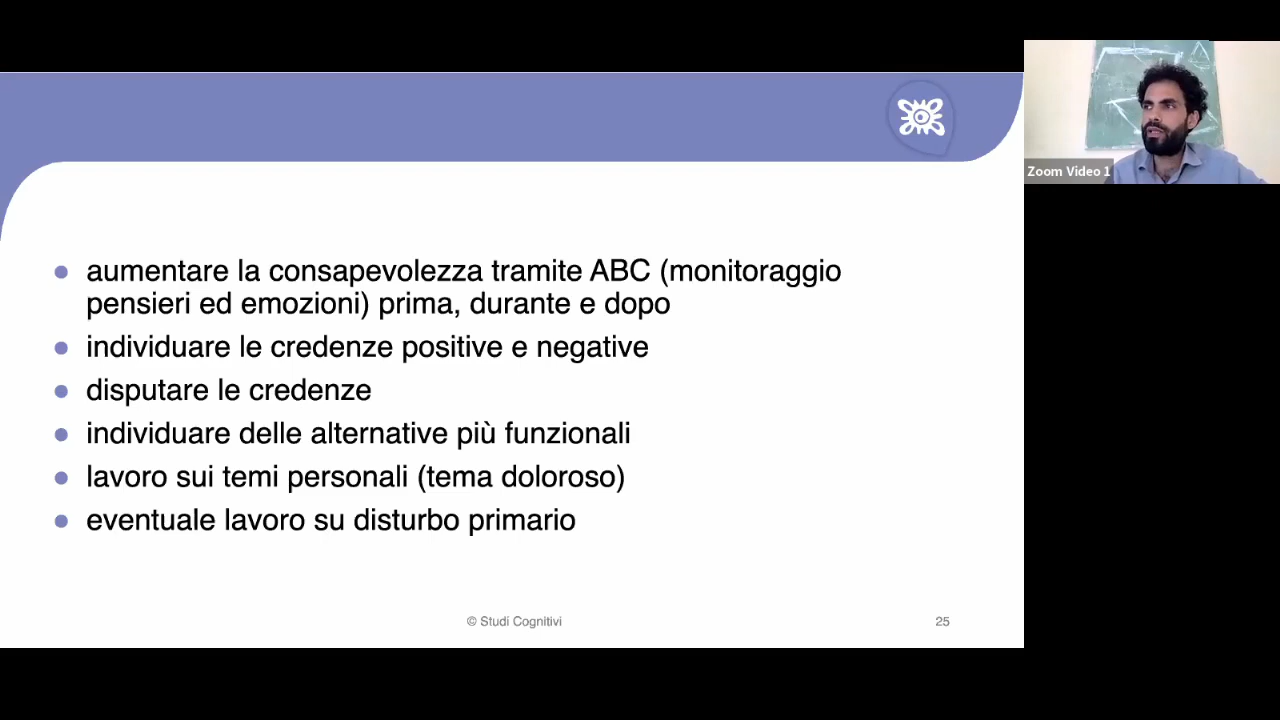 Zoom Video 1
aumentare la consapevolezza tramite ABC (monitoraggio
pensieri ed emozioni) prima, durante e dopo
individuare le credenze positive e negative
disputare le credenze
individuare delle alternative più funzionali
lavoro sui temi personali (tema doloroso)
eventuale lavoro su disturbo primario
© Studi Cognitivi
25